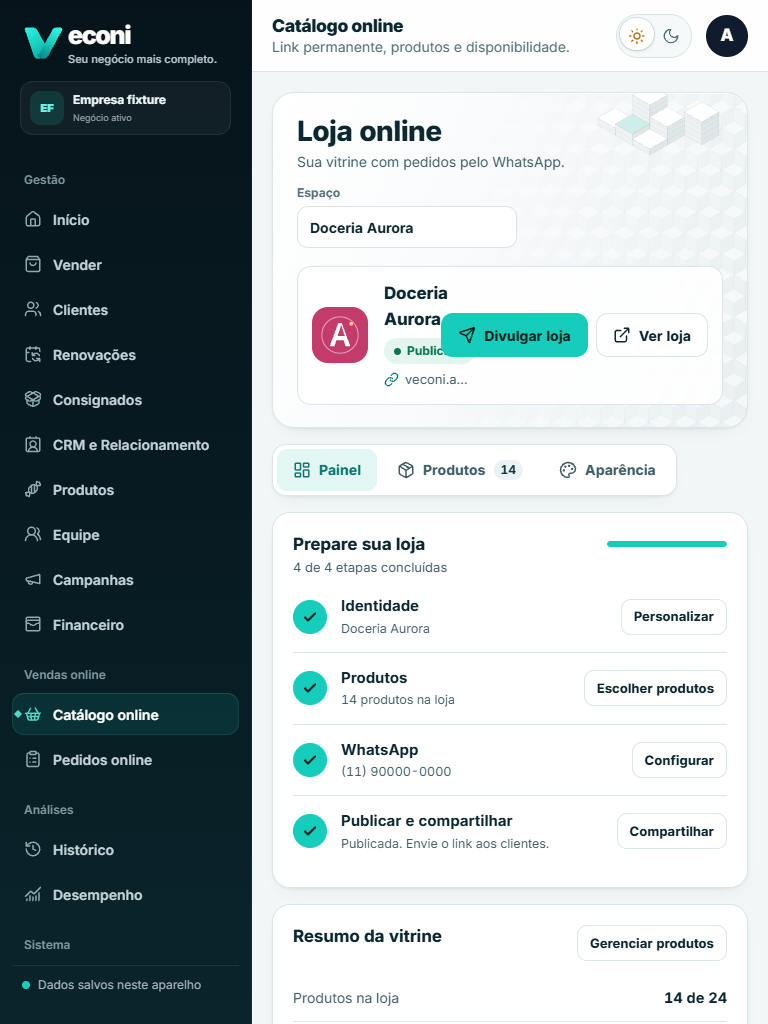 Veconi
Seu negócio mais completo.
EF
Empresa fixture
Negócio ativo
Gestão
Início
Vender
Clientes
Renovações
Consignados
CRM e Relacionamento
Produtos
Equipe
Campanhas
Financeiro
Vendas online
Catálogo online
Pedidos online
Análises
Histórico
Desempenho
Sistema
Dados salvos neste aparelho
Catálogo online
Link permanente, produtos e disponibilidade.
A
Loja online
Sua vitrine com pedidos pelo WhatsApp.
Espaço
Doceria Aurora
A
Doceria
Aurora
veconi.a...
Divulgar loja
Ver loja
Painel
Produtos 14
Aparência
Prepare sua loja
4 de 4 etapas concluídas
Identidade
Doceria Aurora
Personalizar
Produtos
14 produtos na loja
Escolher produtos
WhatsApp
(11) 90000-0000
Configurar
Publicar e compartilhar
Publicada. Envie o link aos clientes.
Compartilhar
Resumo da vitrine
Gerenciar produtos
Produtos na loja
14 de 24